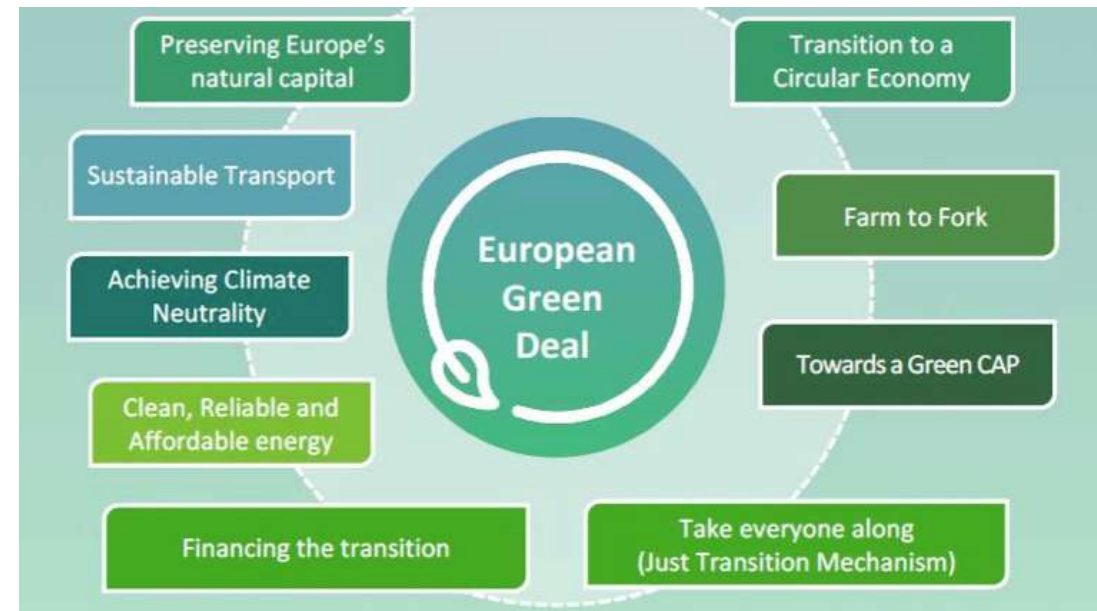 Preserving Europe's
natural capital
Transition to a
Circular Economy
Sustainable Transport
European
Green
Deal
Farm to Fork
Achieving Climate
Neutrality
Towards a Green CAP
Clean, Reliable and
Affordable energy
Financing the transition
Take everyone along
(Just Transition Mechanism)